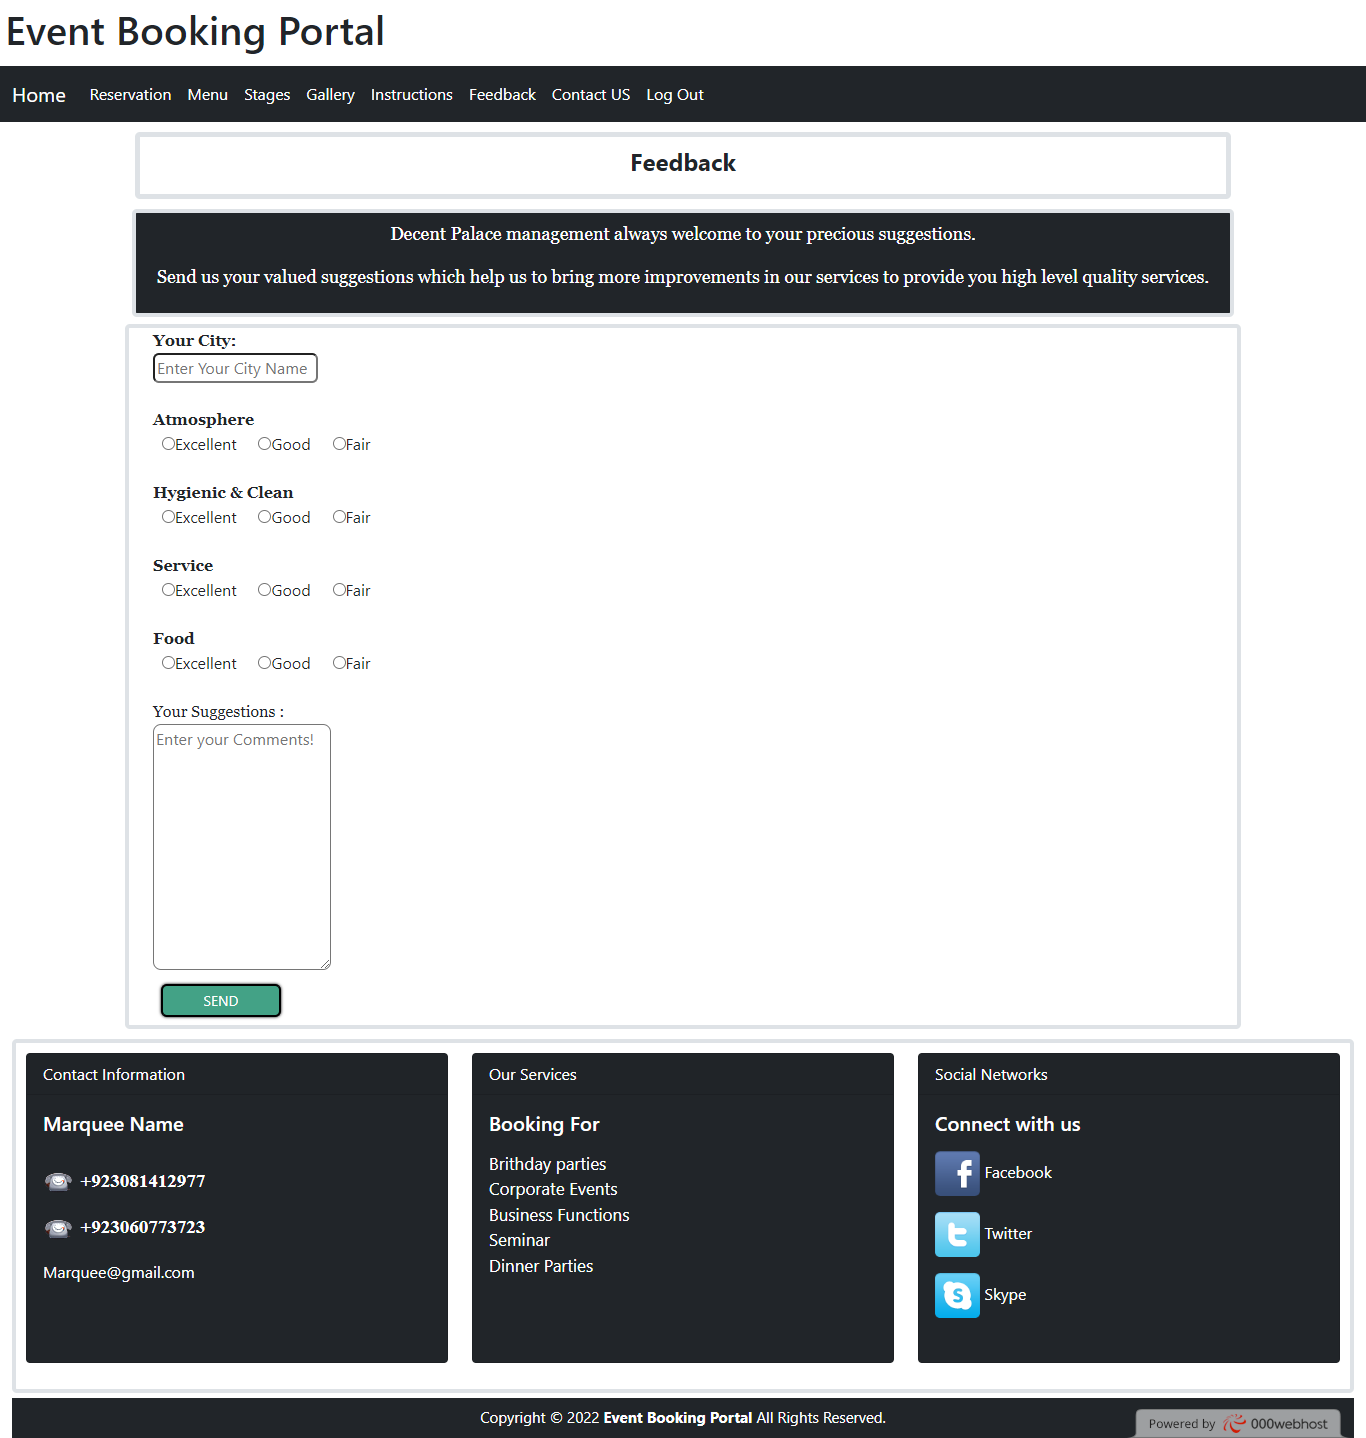 Event Booking Portal
Home Reservation Menu Stages Gallery Instructions Feedback Contact US Log Out
Feedback
Decent Palace management always welcome to your precious suggestions.
Send us your valued suggestions which help us to bring more improvements in our services to provide you high level quality services.
Your City:
Enter Your City Name
Atmosphere
Excellent Good Fair
Hygienic & Clean
Excellent Good Fair
Service
Excellent Good Fair
Food
Excellent Good Fair
Your Suggestions :
Enter your Comments!
SEND
Contact Information
Marquee Name
+923081412977
+923060773723
Marquee@gmail.com
Our Services
Booking For
Brithday parties
Corporate Events
Business Functions
Seminar
Dinner Parties
Social Networks
Connect with us
Facebook
Twitter
Skype
Copyright © 2022 Event Booking Portal All Rights Reserved.
Powered by 000webhost